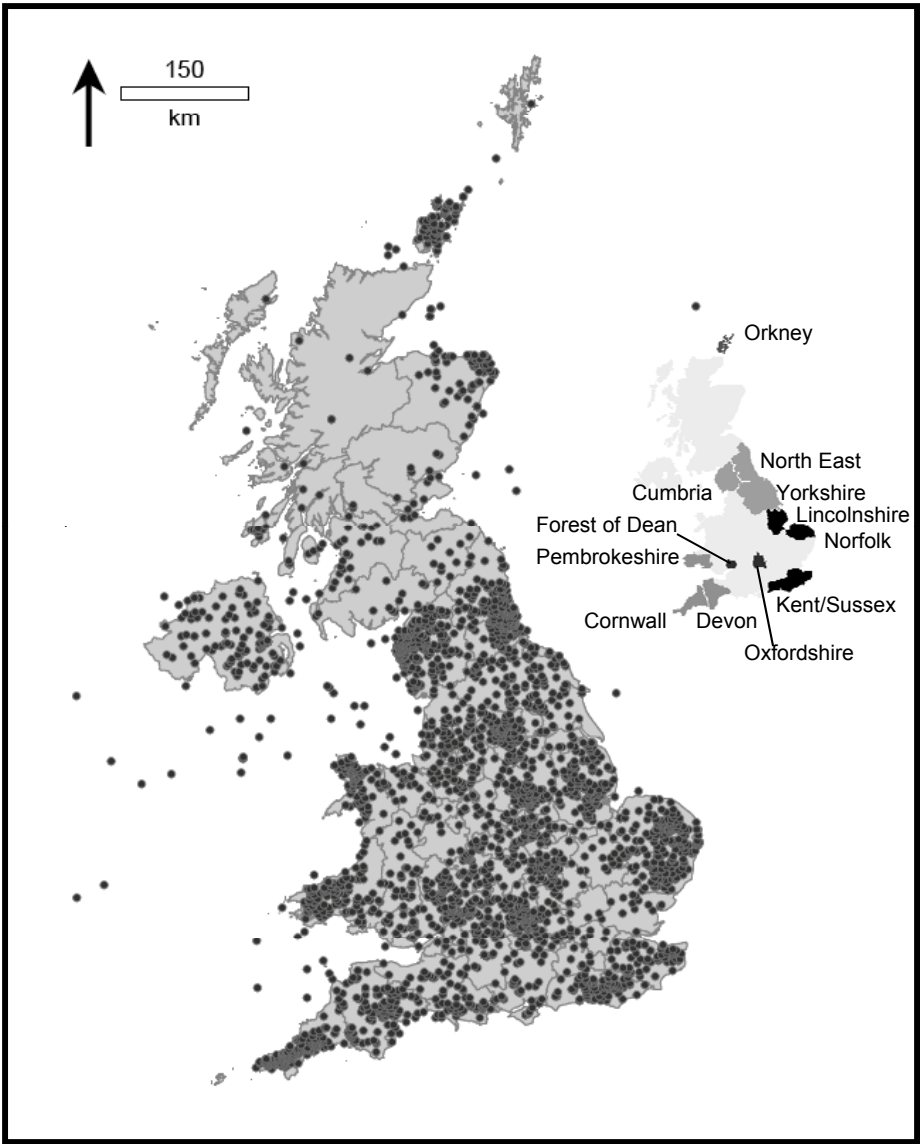 150
km
Orkney
North East
Cumbria
Yorkshire
Lincolnshire
Forest of Dean
Norfolk
Pembrokeshire
Kent/Sussex
Cornwall
Devon
Oxfordshire